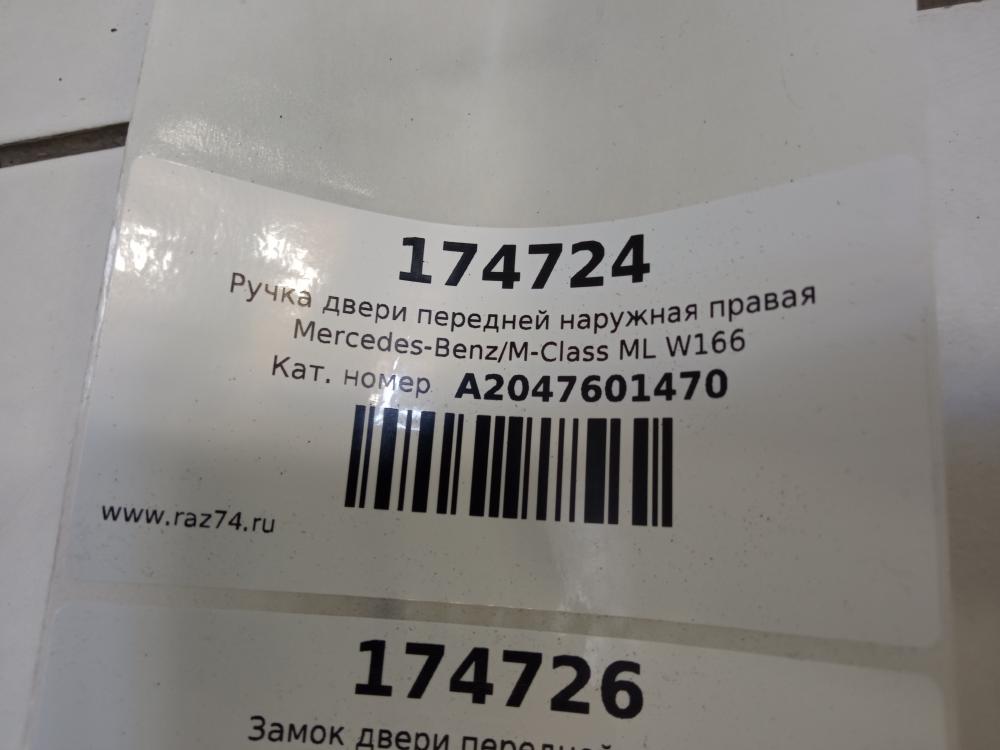 174724
Ручка двери передней наружная правая
Mercedes-Benz/M-Class ML W166
Кат. номер A2047601470
www.raz74.ru
174726
Замок двери передней